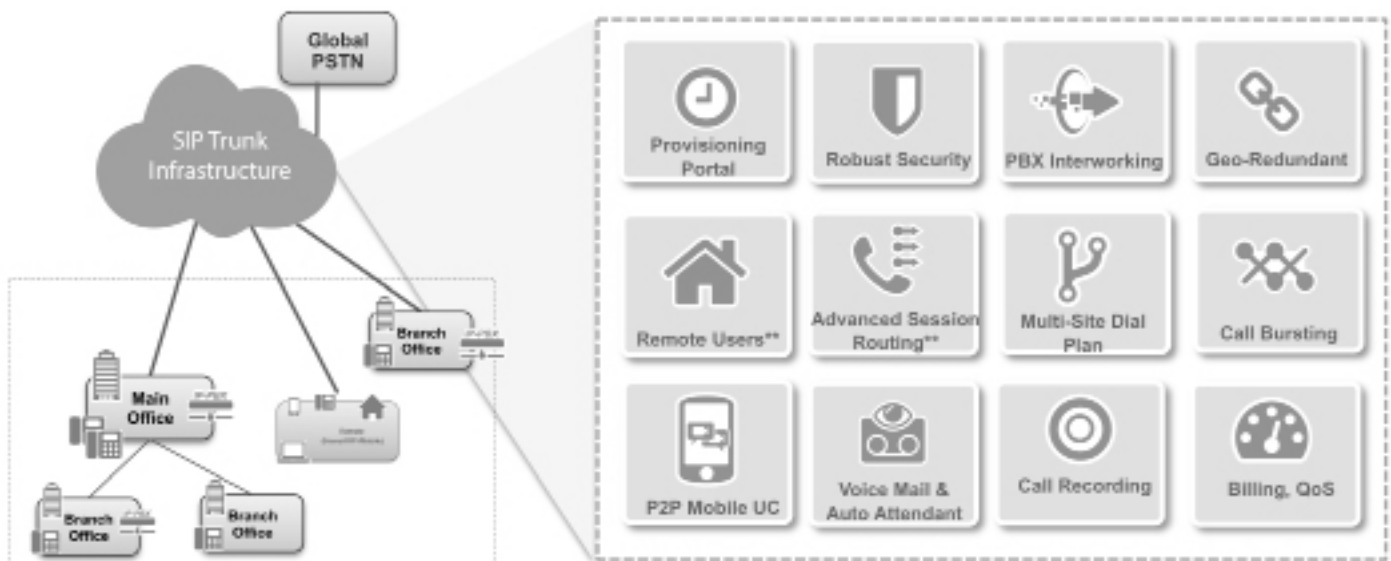 Global
PSTN
SIP Trunk
Infrastructure
Branch
Office
Main
Office
Branch
Office
Branch
Office
Provisioning
Portal
Robust Security
PBX Interworking
Geo-Redundant
Remote Users**
Advanced Session
Routing**
Multi-Site Dial
Plan
Call Bursting
P2P Mobile UC
Voice Mail &
Auto Attendant
Call Recording
Billing, QoS